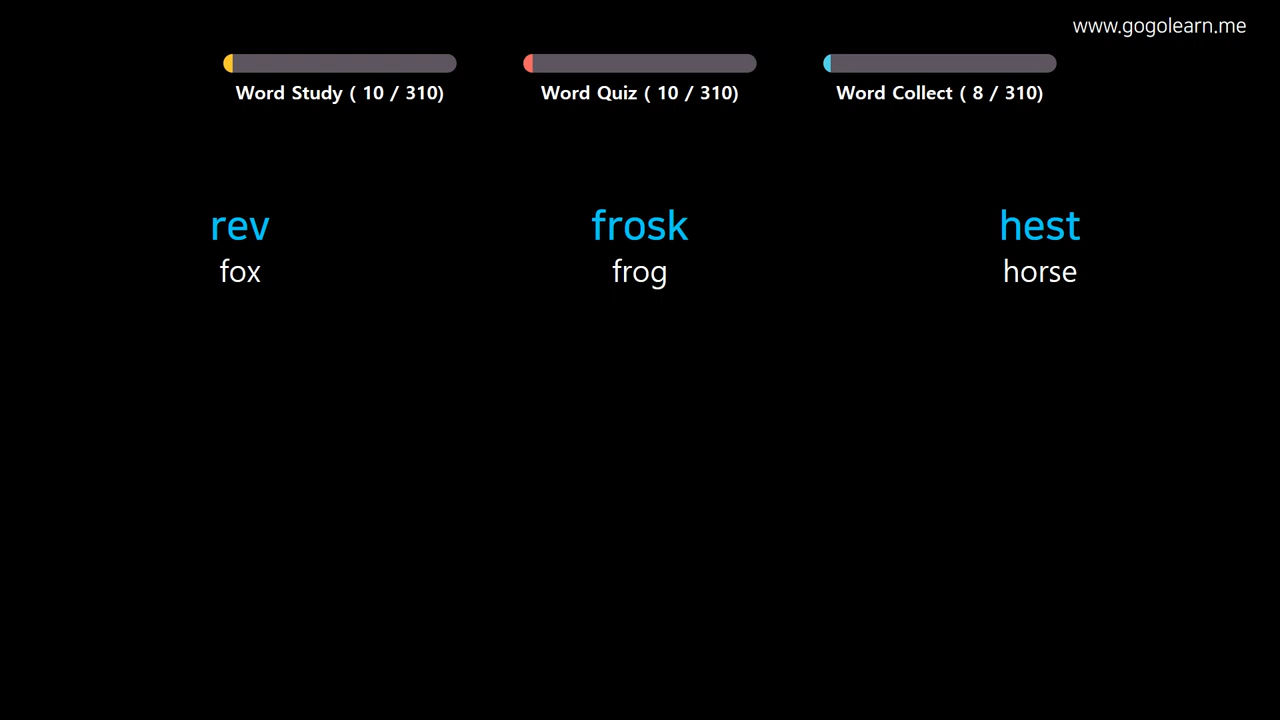 www.gogolearn.me
Word Study ( 10 / 310)
Word Quiz ( 10 / 310)
Word Collect ( 8 / 310)
rev
fox
frosk
frog
hest
horse